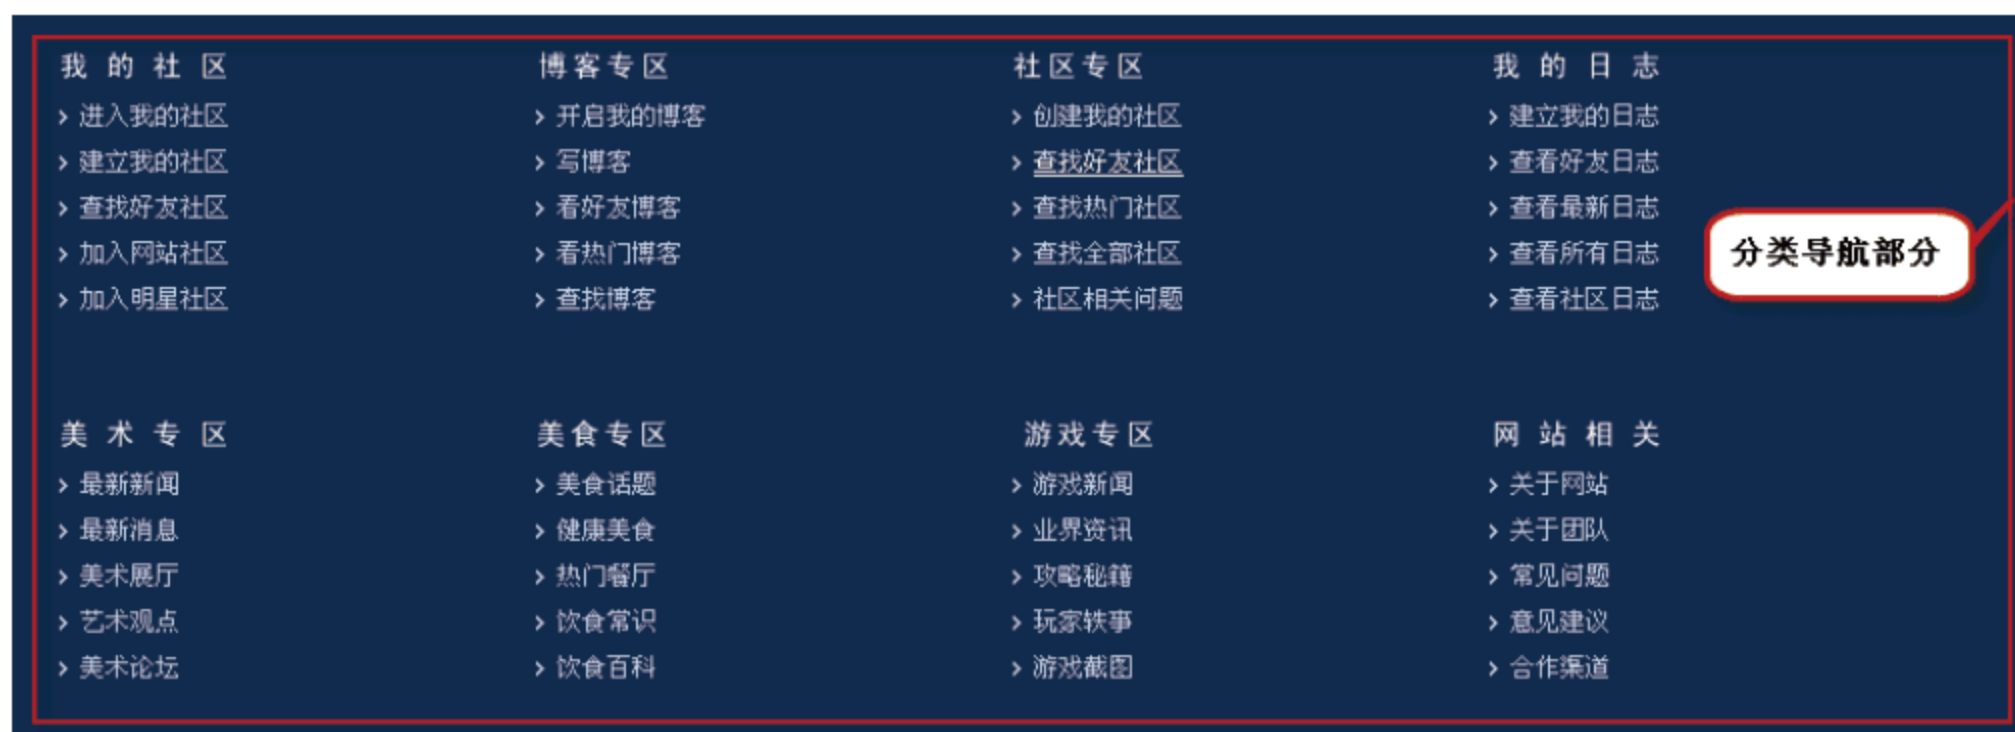 我的社区
进入我的社区
建立我的社区
查找好友社区
加入网站社区
加入明星社区
博客专区
开启我的博客
写博客
看好友博客
看热门博客
查找博客
社区专区
创建我的社区
查找好友社区
查找热门社区
查找全部社区
社区相关问题
我的日志
建立我的日志
查看好友日志
查看最新日志
查看所有日志
查看社区日志
分类导航部分
美术专区
最新新闻
最新消息
美术展厅
艺术观点
美术论坛
美食专区
美食话题
健康美食
热门餐厅
饮食常识
饮食百科
游戏专区
游戏新闻
业界资讯
攻略秘籍
玩家轶事
游戏截图
网站相关
关于网站
关于团队
常见问题
意见建议
合作渠道